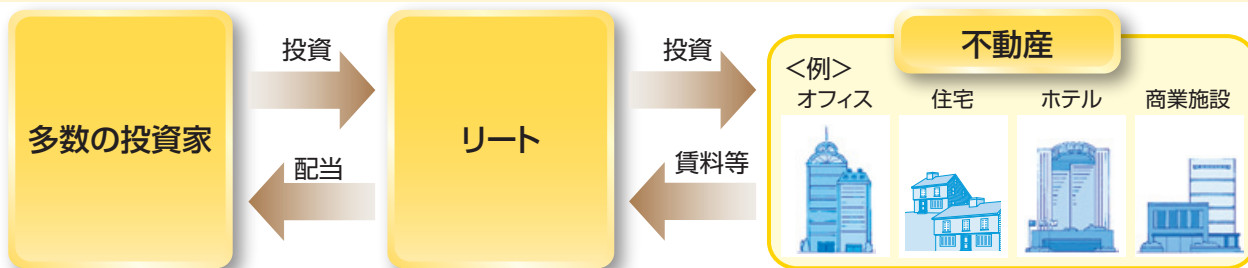 多数の投資家
投資
配当
リート
投資
賃料等
不動産
＜例＞
オフィス
住宅
ホテル
商業施設